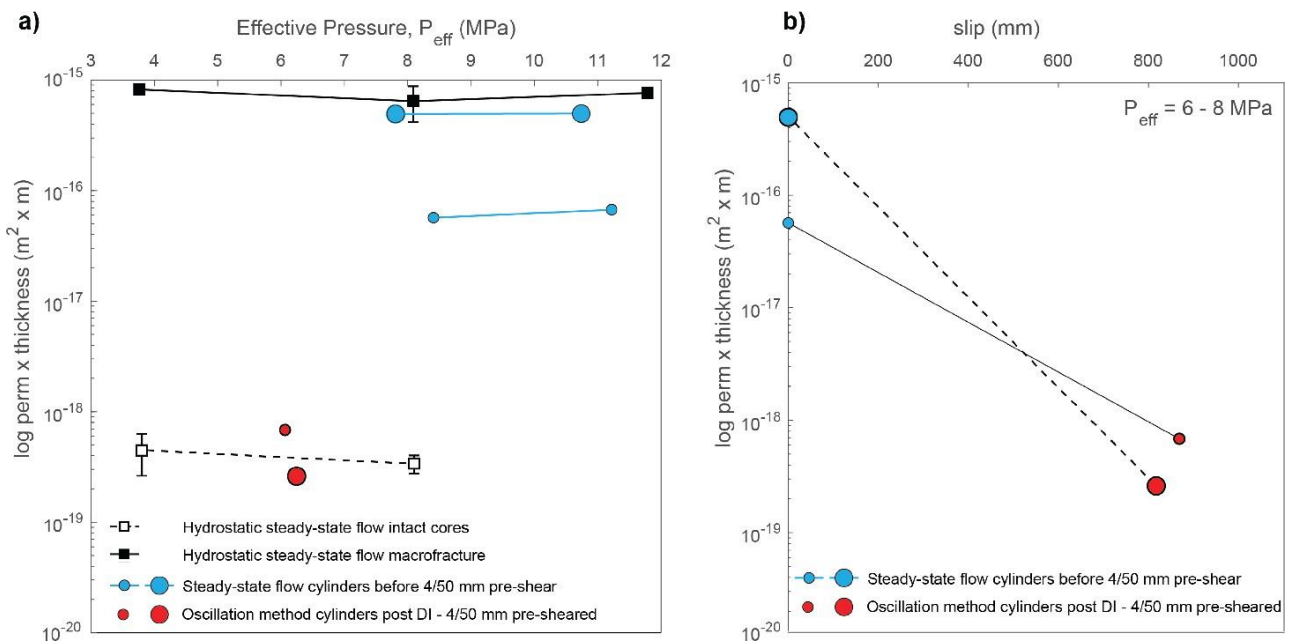 a)
Effective Pressure, P_eff (MPa)
3 4 5 6 7 8 9 10 11 12
log perm x thickness (m² x m)
10⁻¹⁵
10⁻¹⁶
10⁻¹⁷
10⁻¹⁸
10⁻¹⁹
10⁻²⁰
Hydrostatic steady-state flow intact cores
Hydrostatic steady-state flow macrofracture
Steady-state flow cylinders before 4/50 mm pre-shear
Oscillation method cylinders post DI - 4/50 mm pre-sheared
b)
slip (mm)
0 200 400 600 800 1000
P_eff = 6 - 8 MPa
log perm x thickness (m² x m)
10⁻¹⁵
10⁻¹⁶
10⁻¹⁷
10⁻¹⁸
10⁻¹⁹
10⁻²⁰
Steady-state flow cylinders before 4/50 mm pre-shear
Oscillation method cylinders post DI - 4/50 mm pre-sheared